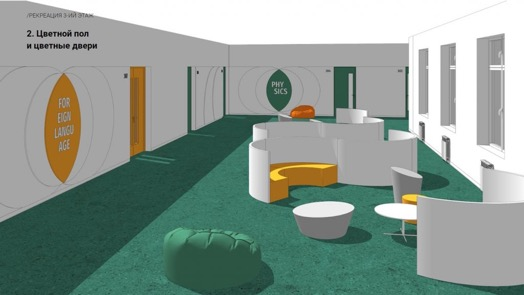 /РЕКРЕАЦИЯ 3-ИЙ ЭТАЖ
2. Цветной пол
и цветные двери
FOR
EIGN
LANGU
AGE
PHY
SICS